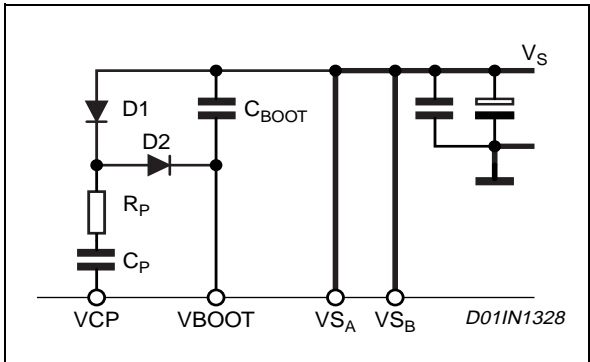 V_S
D1
C_BOOT
D2
R_P
C_P
VCP VBOOT VS_A VS_B D01IN1328